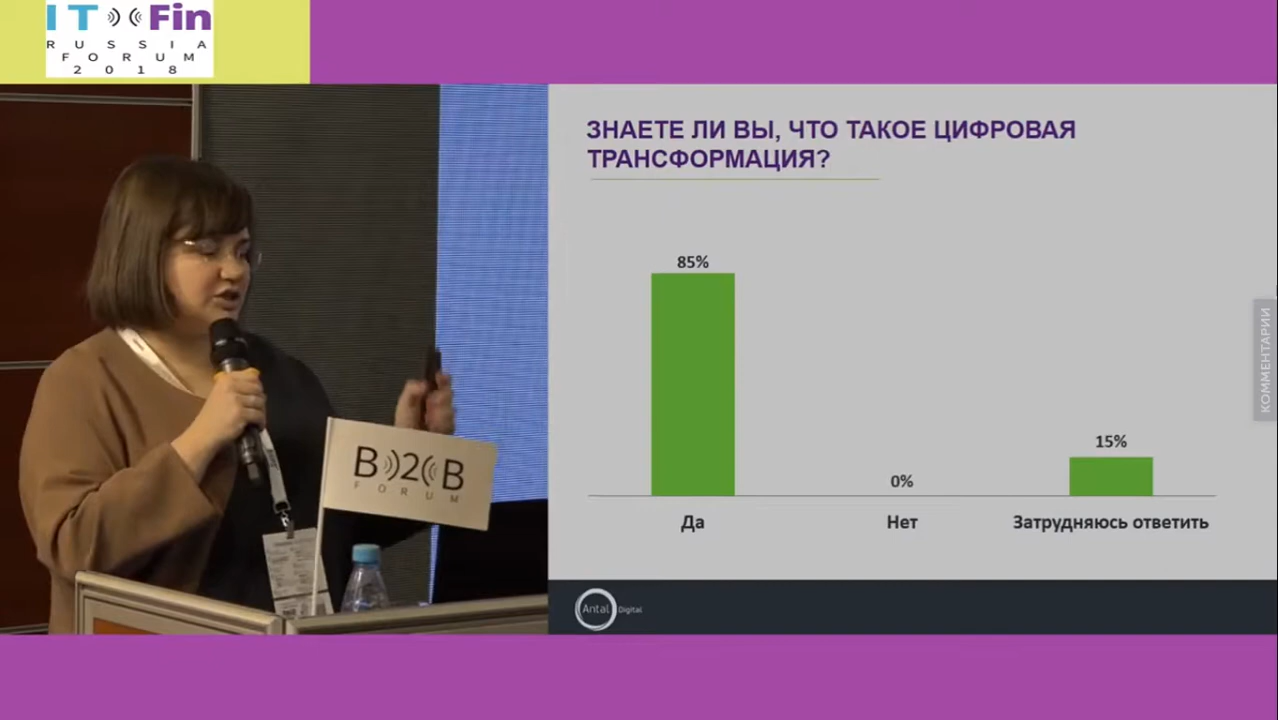 IT Fin
RUSSIA
FORUM
2018
ЗНАЕТЕ ЛИ ВЫ, ЧТО ТАКОЕ ЦИФРОВАЯ
ТРАНСФОРМАЦИЯ?
85%
0%
15%
Да
Нет
Затрудняюсь ответить
Antal Digital
B2B
FORUM
КОММЕНТАРИИ